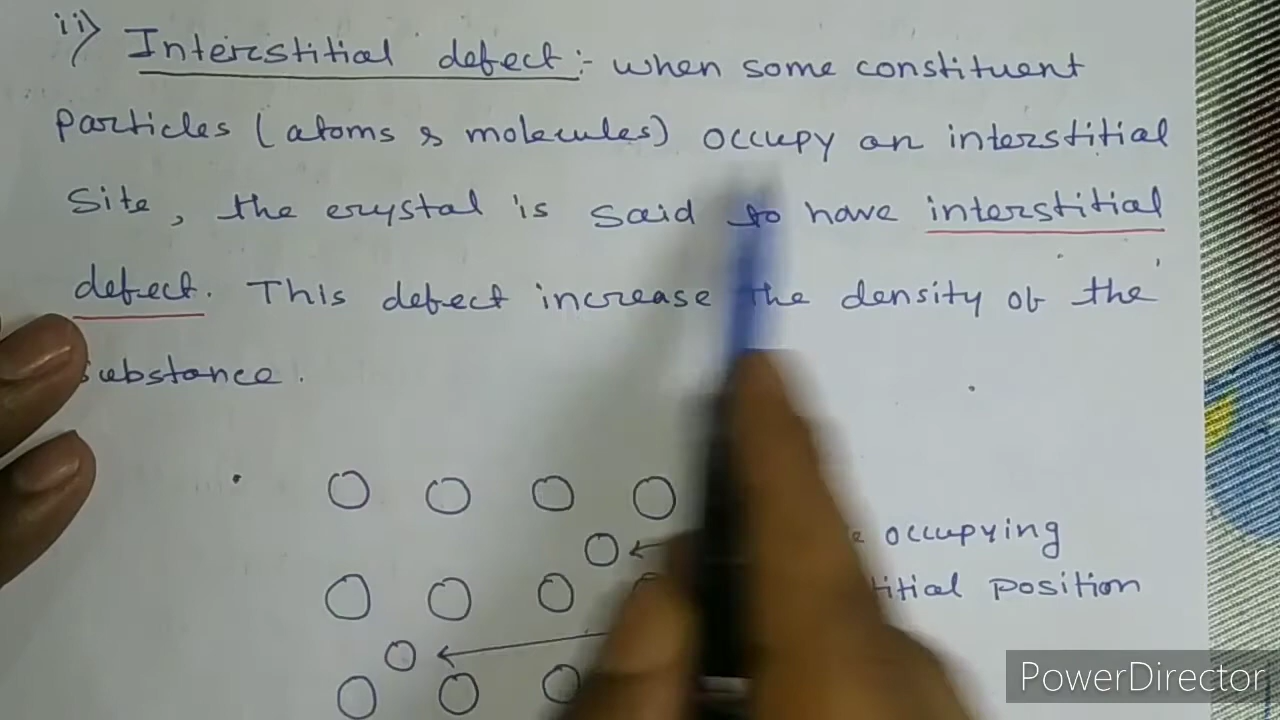 ii) Interstitial defect :- when some constituent
particles (atoms & molecules) occupy an interstitial
site, the crystal is said to have interstitial
defect. This defect increase the density of the
substance.
occupying
position
PowerDirector